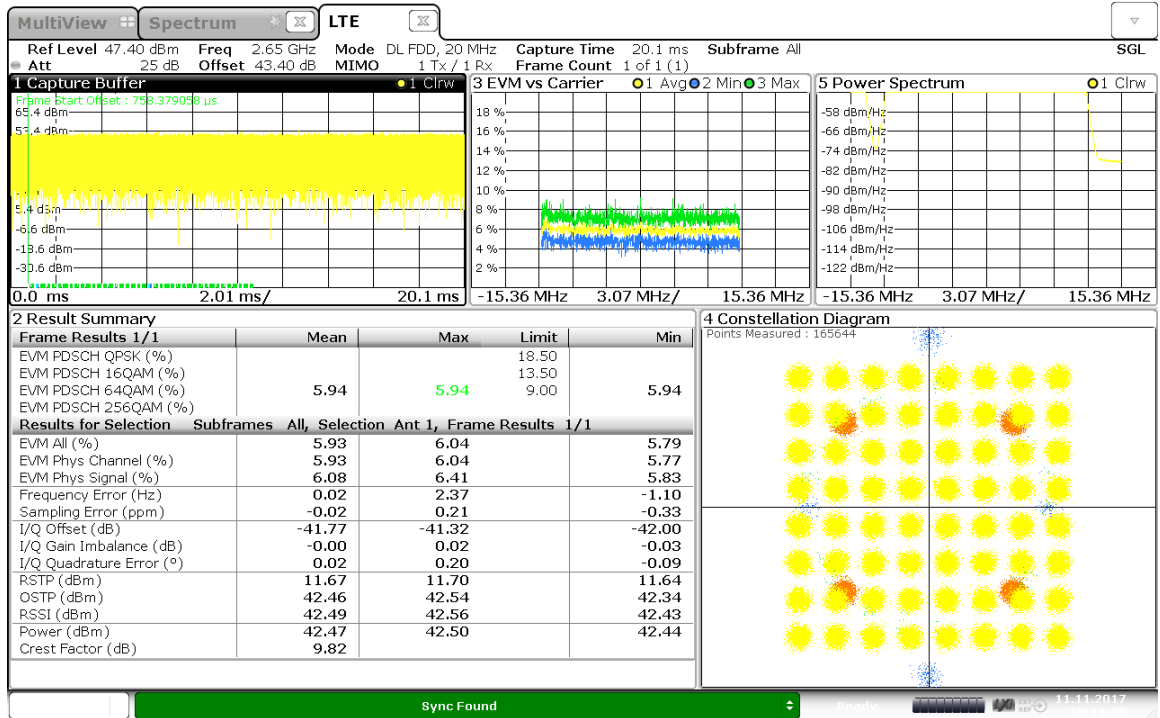 MultiView Spectrum LTE
Ref Level 47.40 dBm Freq 2.65 GHz Mode DL FDD, 20 MHz Capture Time 20.1 ms Subframe All SGL
Att 25 dB Offset 43.40 dB MIMO 1 Tx / 1 Rx Frame Count 1 of 1 (1)
1 Capture Buffer 1 Clrw
Frame Start Offset : 758.379058 µs
65.4 dBm
53.4 dBm
5.4 dBm
-6.6 dBm
-18.6 dBm
-30.6 dBm
0.0 ms 2.01 ms/ 20.1 ms
3 EVM vs Carrier 1 Avg 2 Min 3 Max
18 %
16 %
14 %
12 %
10 %
8 %
6 %
4 %
2 %
-15.36 MHz 3.07 MHz/ 15.36 MHz
5 Power Spectrum 1 Clrw
-58 dBm/Hz
-66 dBm/Hz
-74 dBm/Hz
-82 dBm/Hz
-90 dBm/Hz
-98 dBm/Hz
-106 dBm/Hz
-114 dBm/Hz
-122 dBm/Hz
-15.36 MHz 3.07 MHz/ 15.36 MHz
2 Result Summary
Frame Results 1/1 Mean Max Limit Min
EVM PDSCH QPSK (%) 18.50
EVM PDSCH 16QAM (%) 13.50
EVM PDSCH 64QAM (%) 5.94 5.94 9.00 5.94
EVM PDSCH 256QAM (%)
Results for Selection Subframes All, Selection Ant 1, Frame Results 1/1
EVM All (%) 5.93 6.04 5.79
EVM Phys Channel (%) 5.93 6.04 5.77
EVM Phys Signal (%) 6.08 6.41 5.83
Frequency Error (Hz) 0.02 2.37 -1.10
Sampling Error (ppm) -0.02 0.21 -0.33
I/Q Offset (dB) -41.77 -41.32 -42.00
I/Q Gain Imbalance (dB) -0.00 0.02 -0.03
I/Q Quadrature Error (º) 0.02 0.20 -0.09
RSTP (dBm) 11.67 11.70 11.64
OSTP (dBm) 42.46 42.54 42.34
RSSI (dBm) 42.49 42.56 42.43
Power (dBm) 42.47 42.50 42.44
Crest Factor (dB) 9.82
4 Constellation Diagram
Points Measured : 165644
Sync Found
Ready
LXI
11.11.2017